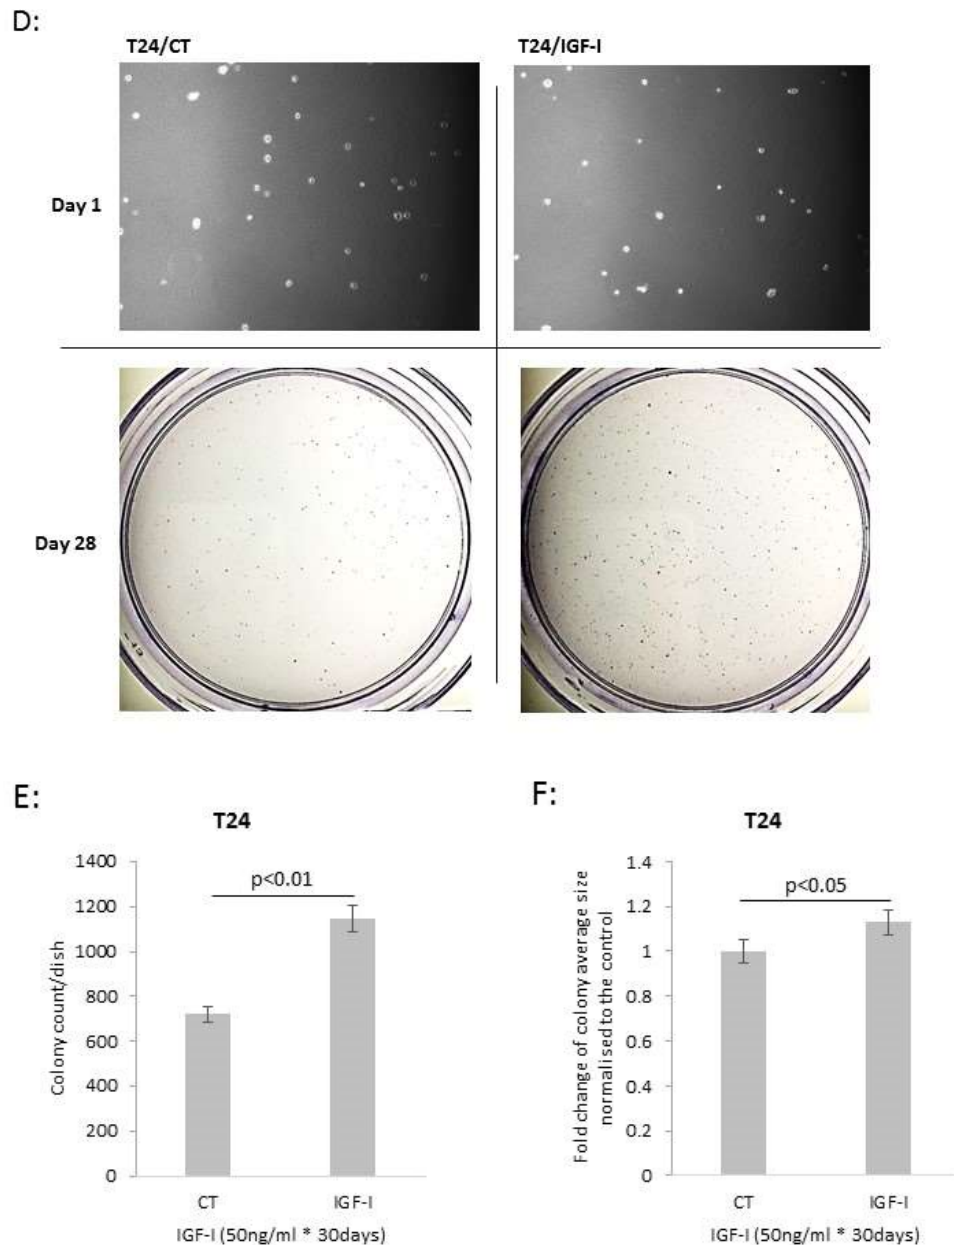 D:
T24/CT
T24/IGF-I
Day 1
Day 28
E:
T24
Colony count/dish
1400
1200
1000
800
600
400
200
0
p<0.01
CT
IGF-I
IGF-I (50ng/ml * 30days)
F:
T24
Fold change of colony average size
normalised to the control
1.4
1.2
1
0.8
0.6
0.4
0.2
0
p<0.05
CT
IGF-I
IGF-I (50ng/ml * 30days)